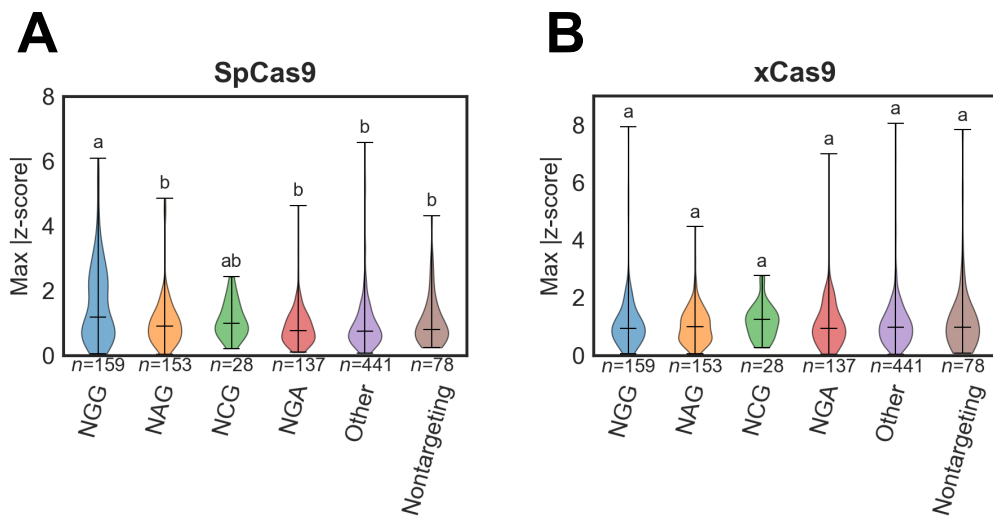 A
SpCas9
Max |z-score|
8
6
4
2
0
a
b
ab
b
b
b
n=159
n=153
n=28
n=137
n=441
n=78
NGG
NAG
NCG
NGA
Other
Nontargeting
B
xCas9
Max |z-score|
8
6
4
2
0
a
a
a
a
a
a
n=159
n=153
n=28
n=137
n=441
n=78
NGG
NAG
NCG
NGA
Other
Nontargeting